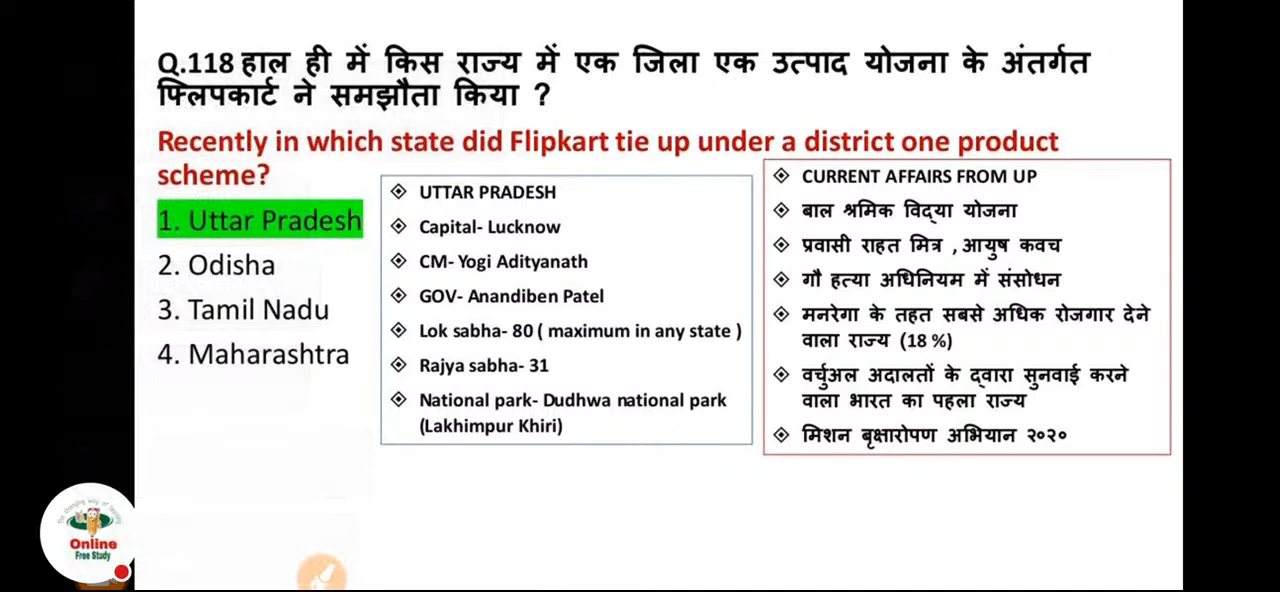 Q.118 हाल ही में किस राज्य में एक जिला एक उत्पाद योजना के अंतर्गत
फ्लिपकार्ट ने समझौता किया ?
Recently in which state did Flipkart tie up under a district one product
scheme?
1. Uttar Pradesh
2. Odisha
3. Tamil Nadu
4. Maharashtra
UTTAR PRADESH
Capital- Lucknow
CM- Yogi Adityanath
GOV- Anandiben Patel
Lok sabha- 80 ( maximum in any state )
Rajya sabha- 31
National park- Dudhwa national park
(Lakhimpur Khiri)
CURRENT AFFAIRS FROM UP
बाल श्रमिक विद्या योजना
प्रवासी राहत मित्र , आयुष कवच
गौ हत्या अधिनियम में संसोधन
मनरेगा के तहत सबसे अधिक रोजगार देने
वाला राज्य (18 %)
वर्चुअल अदालतों के द्वारा सुनवाई करने
वाला भारत का पहला राज्य
मिशन बृक्षारोपण अभियान २०२०
Online
Free Study